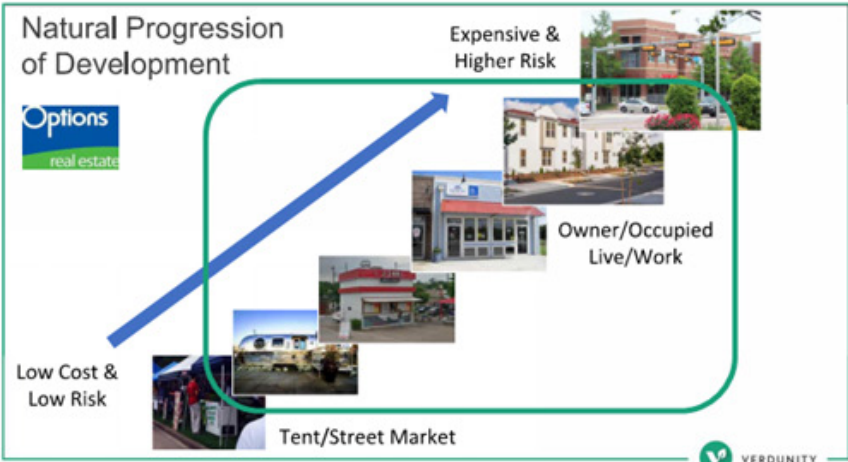 Natural Progression
of Development
Options
real estate
Expensive &
Higher Risk
Owner/Occupied
Live/Work
Low Cost &
Low Risk
Tent/Street Market
VERDUNITY